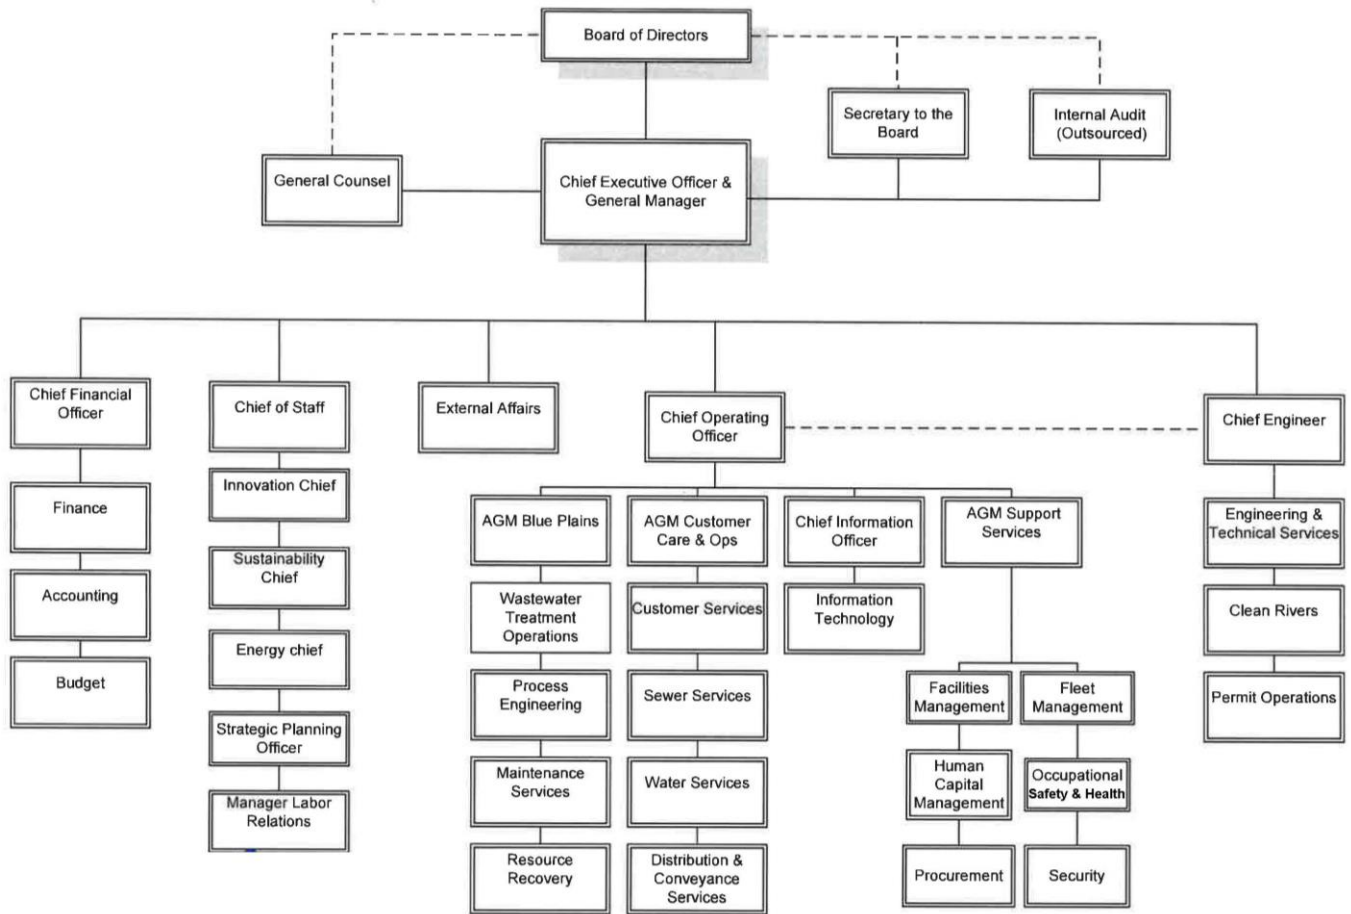 Board of Directors
Secretary to the
Board
Internal Audit
(Outsourced)
General Counsel
Chief Executive Officer &
General Manager
Chief Financial
Officer
Chief of Staff
External Affairs
Chief Operating
Officer
Chief Engineer
Finance
Accounting
Budget
Innovation Chief
Sustainability
Chief
Energy chief
Strategic Planning
Officer
Manager Labor
Relations
AGM Blue Plains
Wastewater
Treatment
Operations
Process
Engineering
Maintenance
Services
Resource
Recovery
AGM Customer
Care & Ops
Customer Services
Sewer Services
Water Services
Distribution &
Conveyance
Services
Chief Information
Officer
Information
Technology
AGM Support
Services
Facilities
Management
Human
Capital
Management
Procurement
Fleet
Management
Occupational
Safety & Health
Security
Engineering &
Technical Services
Clean Rivers
Permit Operations